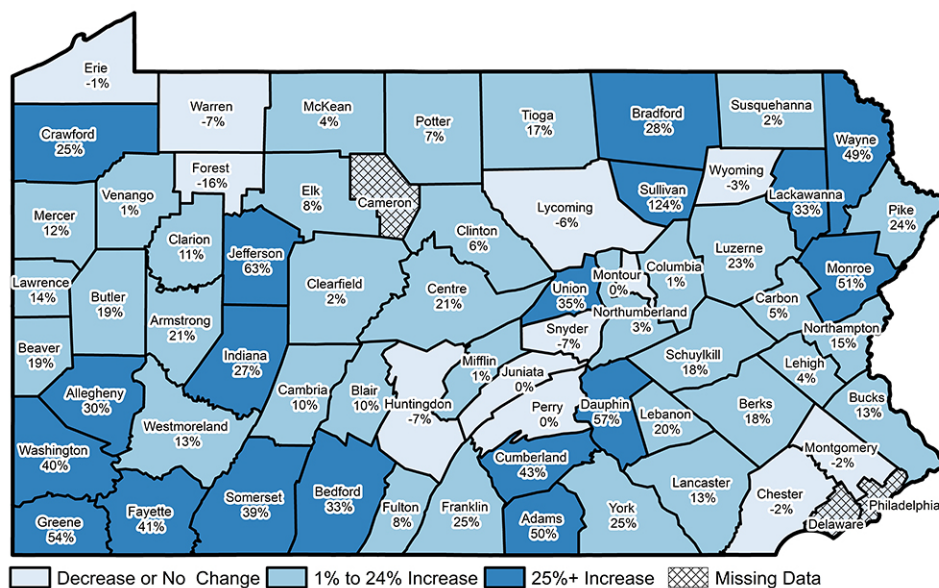 Erie
-1%
Warren
-7%
McKean
4%
Potter
7%
Tioga
17%
Bradford
28%
Susquehanna
2%
Wayne
49%
Crawford
25%
Forest
-16%
Elk
8%
Cameron
Lycoming
-6%
Sullivan
124%
Wyoming
-3%
Lackawanna
33%
Pike
24%
Mercer
12%
Venango
1%
Clarion
11%
Jefferson
63%
Clearfield
2%
Clinton
6%
Centre
21%
Union
35%
Montour
0%
Columbia
1%
Luzerne
23%
Monroe
51%
Lawrence
14%
Butler
19%
Armstrong
21%
Snyder
-7%
Northumberland
3%
Carbon
5%
Northampton
15%
Beaver
19%
Allegheny
30%
Indiana
27%
Cambria
10%
Blair
10%
Huntingdon
-7%
Mifflin
1%
Juniata
0%
Perry
0%
Dauphin
57%
Schuylkill
18%
Lehigh
4%
Lebanon
20%
Berks
18%
Bucks
13%
Washington
40%
Westmoreland
13%
Cumberland
43%
Montgomery
-2%
Greene
54%
Fayette
41%
Somerset
39%
Bedford
33%
Fulton
8%
Franklin
25%
Adams
50%
York
25%
Lancaster
13%
Chester
-2%
Delaware
Philadelphia
Decrease or No Change
1% to 24% Increase
25%+ Increase
Missing Data